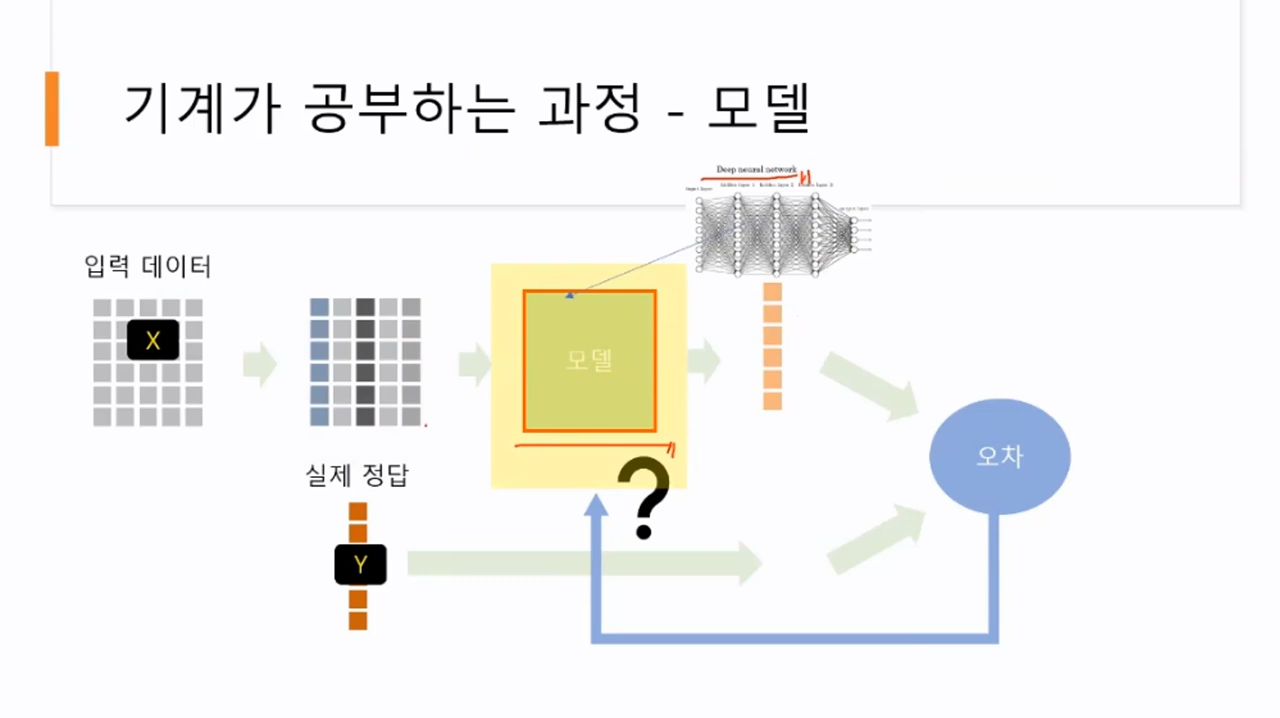 기계가 공부하는 과정 - 모델
Deep neural network
입력 데이터
X
모델
실제 정답
오차
?
Y